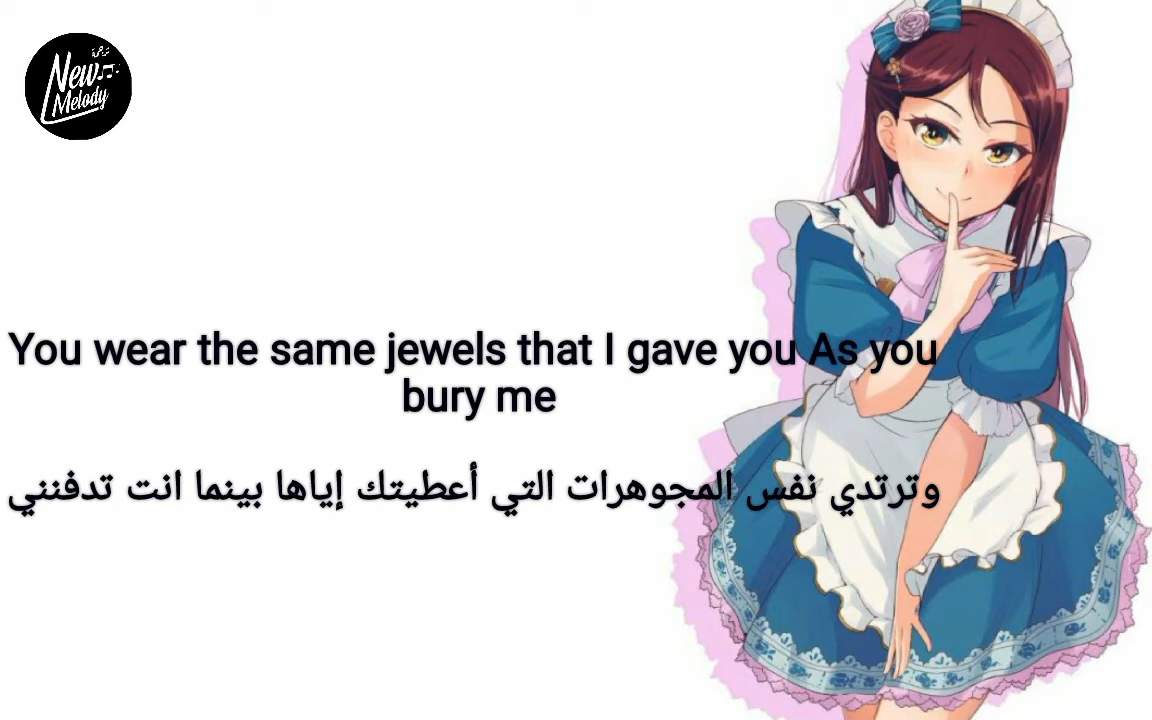 ترجمة
New
Melody
You wear the same jewels that I gave you As you
bury me
وترتدي نفس المجوهرات التي أعطيتك إياها بينما انت تدفنني